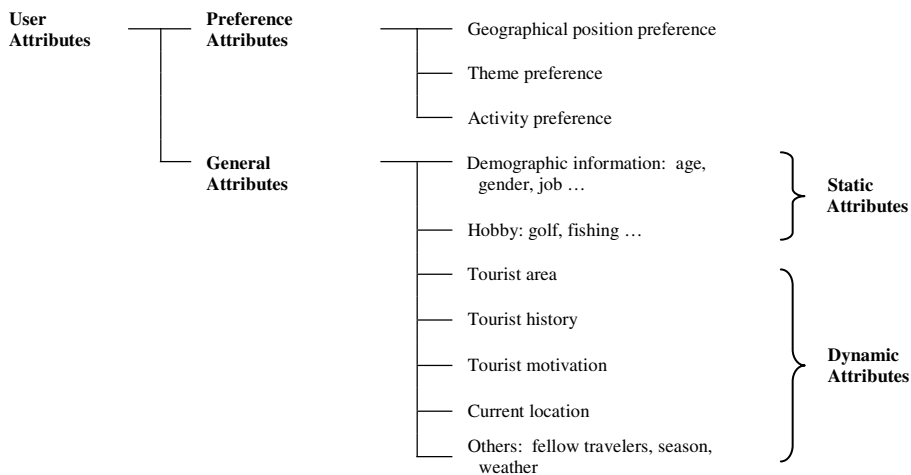 User
Attributes
Preference
Attributes
Geographical position preference
Theme preference
Activity preference
General
Attributes
Demographic information:  age,
gender, job …
Hobby: golf, fishing …
Static
Attributes
Tourist area
Tourist history
Tourist motivation
Current location
Others:  fellow travelers, season,
weather
Dynamic
Attributes